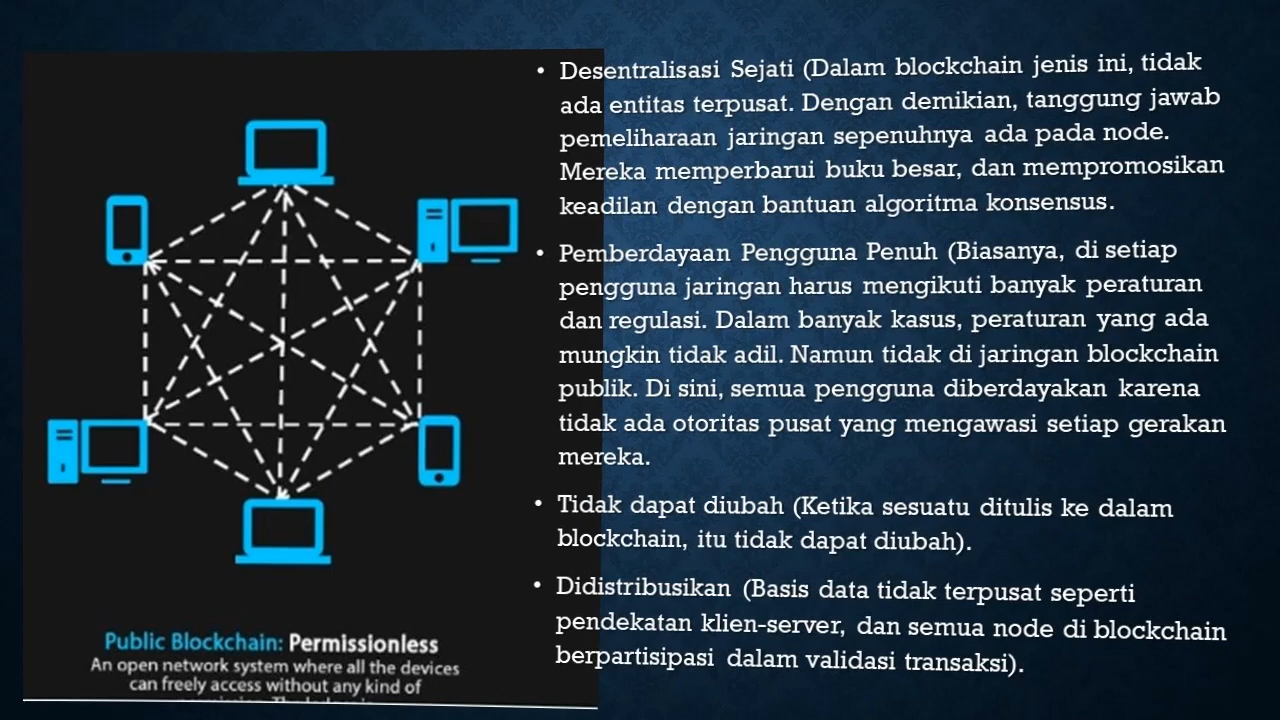 • Desentralisasi Sejati (Dalam blockchain jenis ini, tidak
ada entitas terpusat. Dengan demikian, tanggung jawab
pemeliharaan jaringan sepenuhnya ada pada node.
Mereka memperbarui buku besar, dan mempromosikan
keadilan dengan bantuan algoritma konsensus.
• Pemberdayaan Pengguna Penuh (Biasanya, di setiap
pengguna jaringan harus mengikuti banyak peraturan
dan regulasi. Dalam banyak kasus, peraturan yang ada
mungkin tidak adil. Namun tidak di jaringan blockchain
publik. Di sini, semua pengguna diberdayakan karena
tidak ada otoritas pusat yang mengawasi setiap gerakan
mereka.
• Tidak dapat diubah (Ketika sesuatu ditulis ke dalam
blockchain, itu tidak dapat diubah).
• Didistribusikan (Basis data tidak terpusat seperti
pendekatan klien-server, dan semua node di blockchain
berpartisipasi dalam validasi transaksi).
Public Blockchain: Permissionless
An open network system where all the devices
can freely access without any kind of